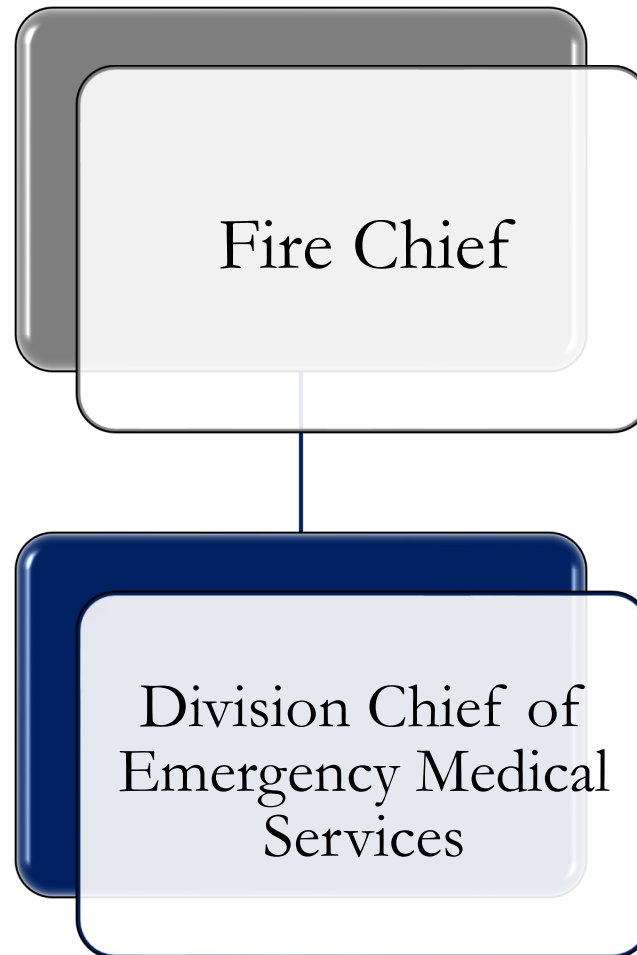 Fire Chief
Division Chief of
Emergency Medical
Services